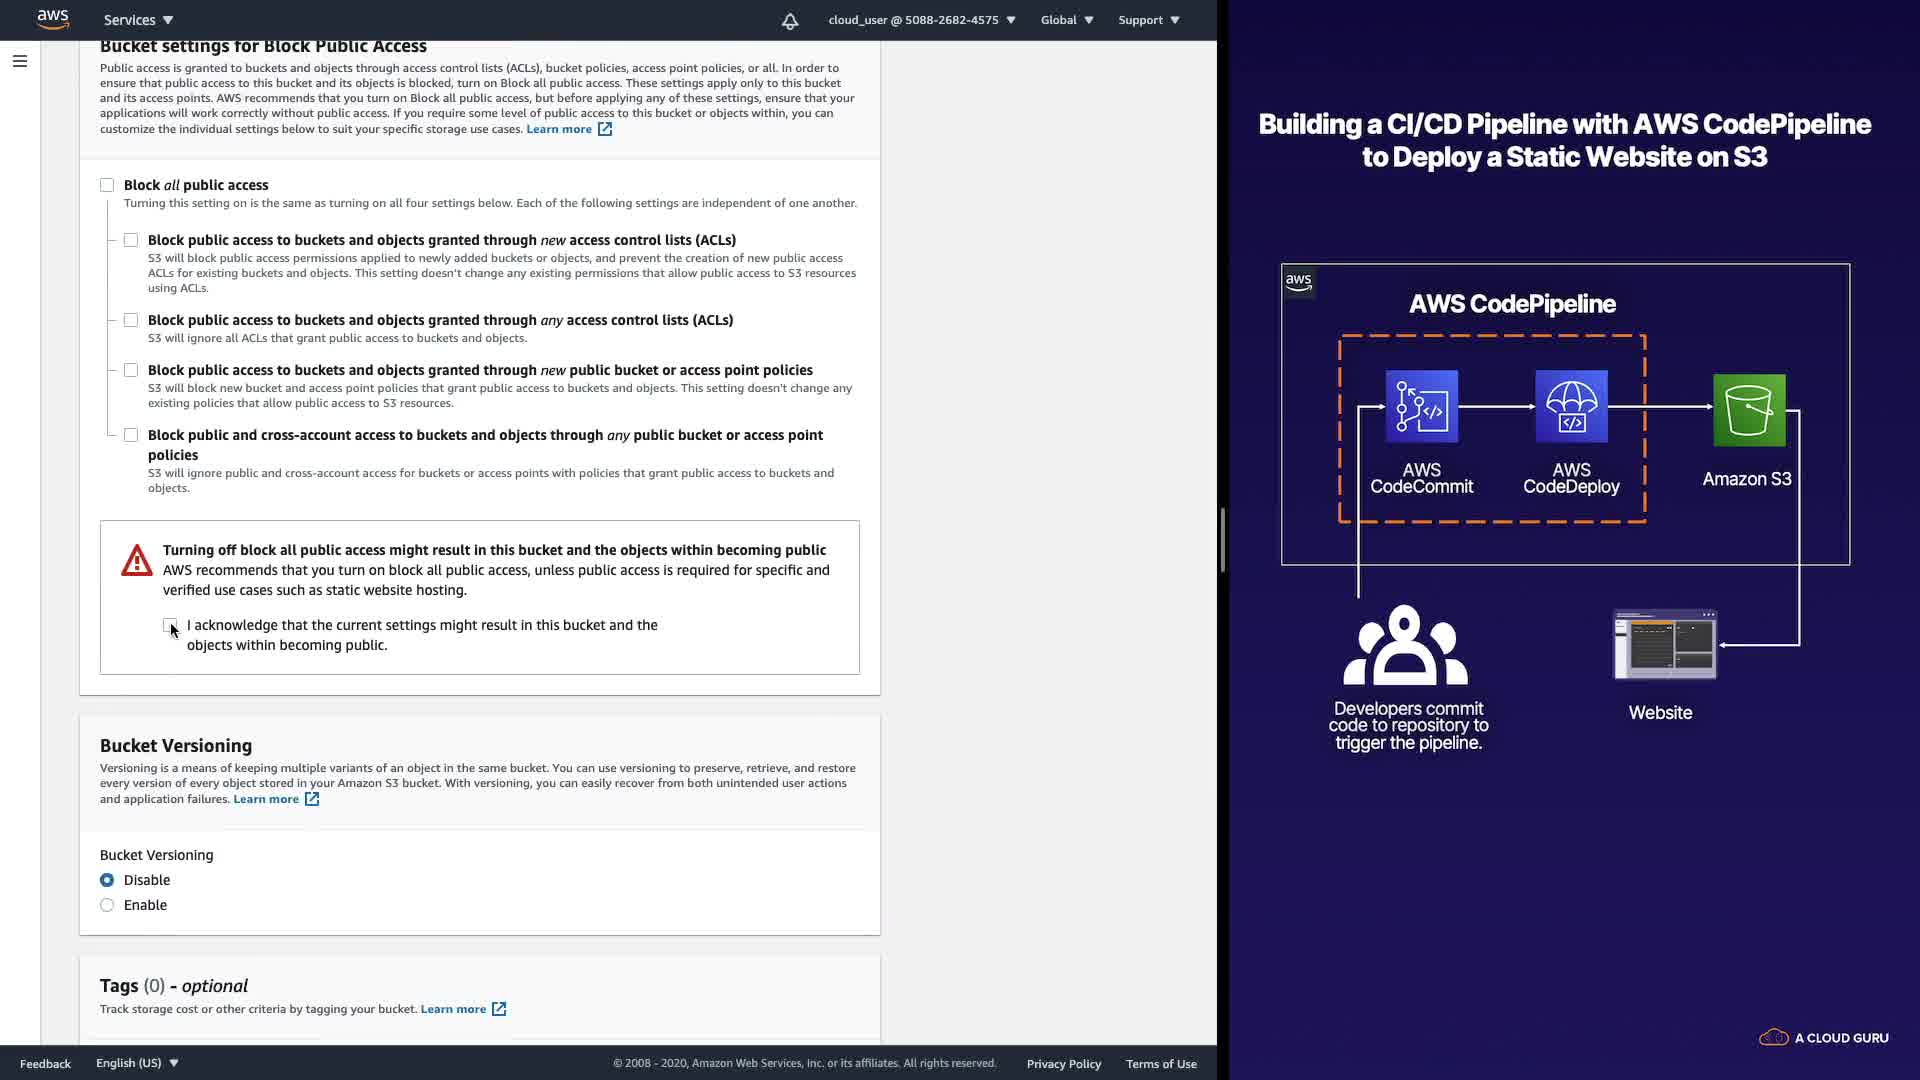 aws
Services
cloud_user @ 5088-2682-4575
Global
Support
Bucket settings for Block Public Access
Public access is granted to buckets and objects through access control lists (ACLs), bucket policies, access point policies, or all. In order to
ensure that public access to this bucket and its objects is blocked, turn on Block all public access. These settings apply only to this bucket
and its access points. AWS recommends that you turn on Block all public access, but before applying any of these settings, ensure that your
applications will work correctly without public access. If you require some level of public access to this bucket or objects within, you can
customize the individual settings below to suit your specific storage use cases. Learn more
Block all public access
Turning this setting on is the same as turning on all four settings below. Each of the following settings are independent of one another.
Block public access to buckets and objects granted through new access control lists (ACLs)
S3 will block public access permissions applied to newly added buckets or objects, and prevent the creation of new public access
ACLs for existing buckets and objects. This setting doesn't change any existing permissions that allow public access to S3 resources
using ACLs.
Block public access to buckets and objects granted through any access control lists (ACLs)
S3 will ignore all ACLs that grant public access to buckets and objects.
Block public access to buckets and objects granted through new public bucket or access point policies
S3 will block new bucket and access point policies that grant public access to buckets and objects. This setting doesn't change any
existing policies that allow public access to S3 resources.
Block public and cross-account access to buckets and objects through any public bucket or access point
policies
S3 will ignore public and cross-account access for buckets or access points with policies that grant public access to buckets and
objects.
Turning off block all public access might result in this bucket and the objects within becoming public
AWS recommends that you turn on block all public access, unless public access is required for specific and
verified use cases such as static website hosting.
I acknowledge that the current settings might result in this bucket and the
objects within becoming public.
Bucket Versioning
Versioning is a means of keeping multiple variants of an object in the same bucket. You can use versioning to preserve, retrieve, and restore
every version of every object stored in your Amazon S3 bucket. With versioning, you can easily recover from both unintended user actions
and application failures. Learn more
Bucket Versioning
Disable
Enable
Tags (0) - optional
Track storage cost or other criteria by tagging your bucket. Learn more
Feedback
English (US)
© 2008 - 2020, Amazon Web Services, Inc. or its affiliates. All rights reserved.
Privacy Policy
Terms of Use
Building a CI/CD Pipeline with AWS CodePipeline
to Deploy a Static Website on S3
aws
AWS CodePipeline
AWS
CodeCommit
AWS
CodeDeploy
Amazon S3
Developers commit
code to repository to
trigger the pipeline.
Website
A CLOUD GURU